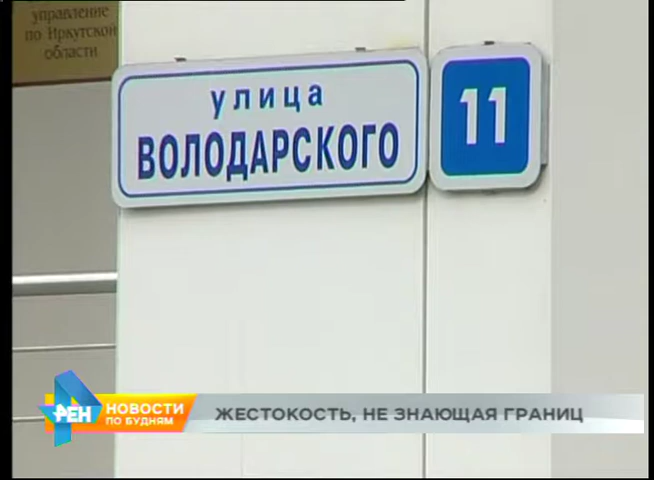 управление
по Иркутской
области
улица
ВОЛОДАРСКОГО
11
РЕН
НОВОСТИ
ПО БУДНЯМ
ЖЕСТОКОСТЬ, НЕ ЗНАЮЩАЯ ГРАНИЦ